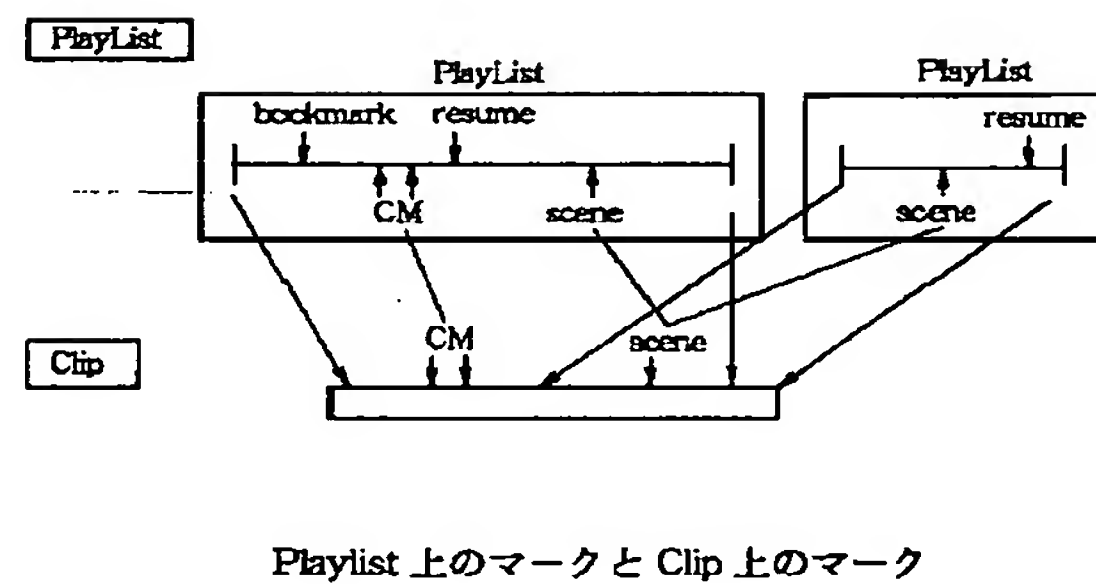 PlayList
PlayList
PlayList
bookmark resume
resume
CM scene
scene
CM
scene
Clip
Playlist 上のマークと Clip 上のマーク